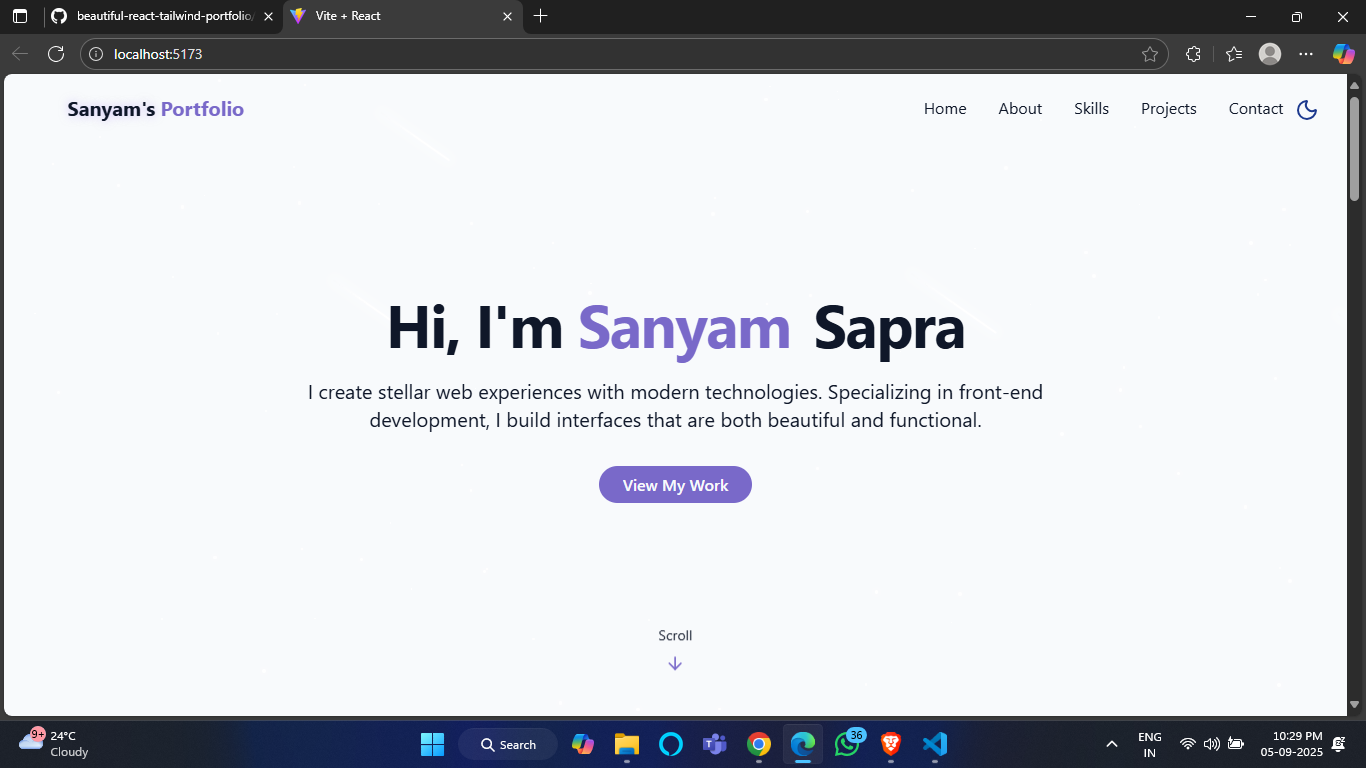 beautiful-react-tailwind-portfolio/
Vite + React
localhost:5173
Sanyam's Portfolio
Home About Skills Projects Contact
Hi, I'm Sanyam Sapra
I create stellar web experiences with modern technologies. Specializing in front-end
development, I build interfaces that are both beautiful and functional.
View My Work
Scroll
9+
24°C
Cloudy
Search
36
ENG
IN
10:29 PM
05-09-2025